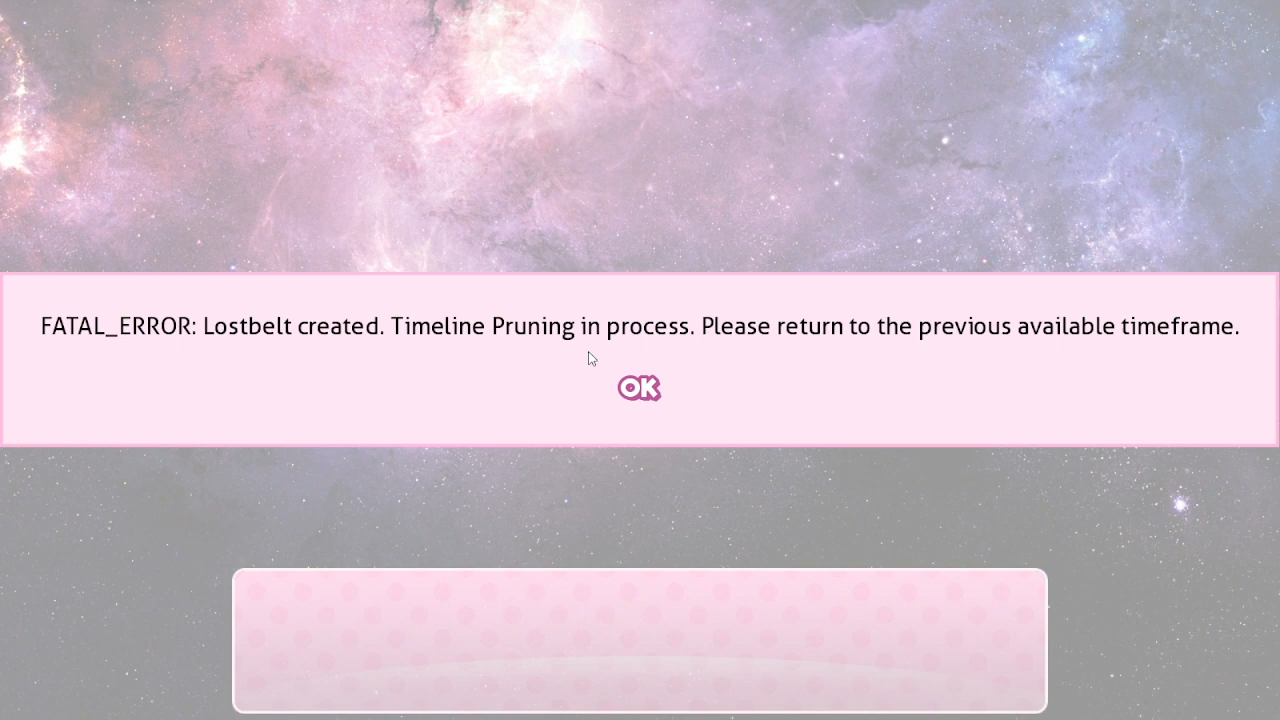 FATAL_ERROR: Lostbelt created. Timeline Pruning in process. Please return to the previous available timeframe.
OK